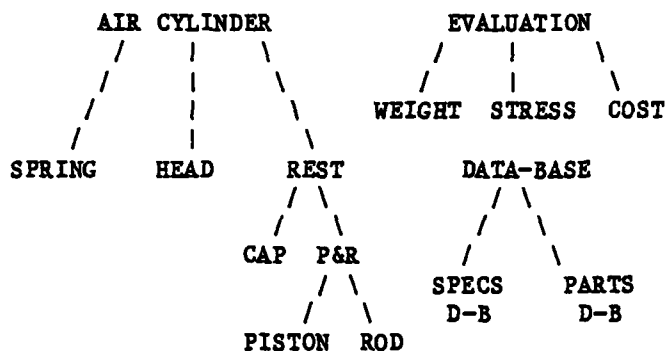 AIR CYLINDER
SPRING HEAD REST
CAP P&R
PISTON ROD
EVALUATION
WEIGHT STRESS COST
DATA-BASE
SPECS PARTS
D-B D-B